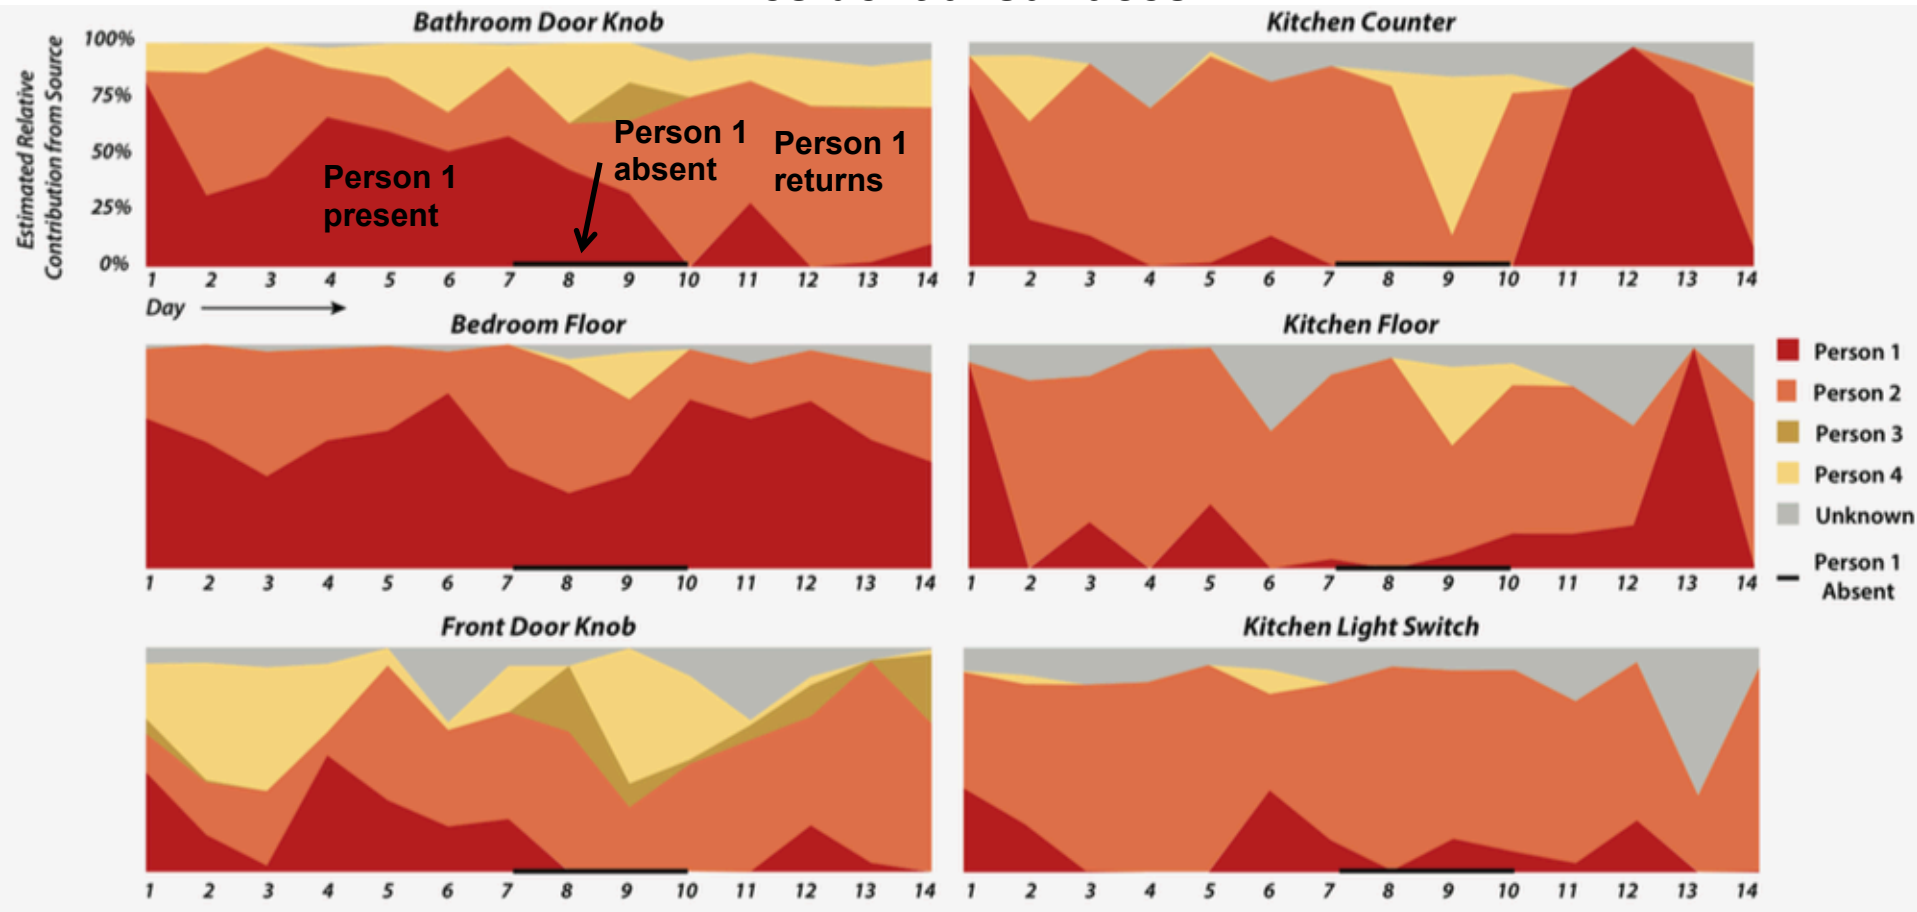 Bathroom Door Knob
Kitchen Counter
Estimated Relative
Contribution from Source
100%
75%
50%
25%
0%
Person 1
present
Person 1
absent
Person 1
returns
1 2 3 4 5 6 7 8 9 10 11 12 13 14
1 2 3 4 5 6 7 8 9 10 11 12 13 14
Day
Bedroom Floor
Kitchen Floor
1 2 3 4 5 6 7 8 9 10 11 12 13 14
1 2 3 4 5 6 7 8 9 10 11 12 13 14
Person 1
Person 2
Person 3
Person 4
Unknown
Person 1
Absent
Front Door Knob
Kitchen Light Switch
1 2 3 4 5 6 7 8 9 10 11 12 13 14
1 2 3 4 5 6 7 8 9 10 11 12 13 14